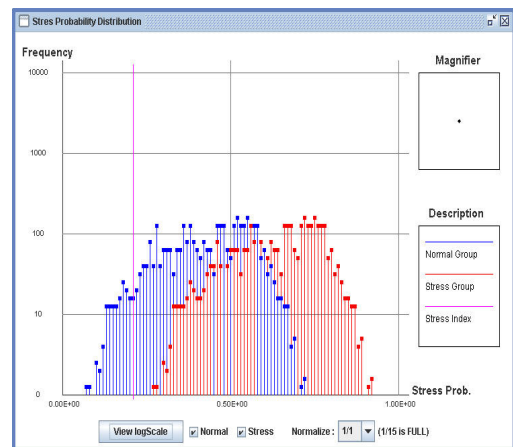 Stres Probability Distribution
Frequency
Magnifier
10000
1000
100
10
0
0.00E+00
0.500E+00
1.00E+00
Stress Prob.
Description
Normal Group
Stress Group
Stress Index
View logScale
Normal
Stress
Normalize :
1/1
(1/15 is FULL)